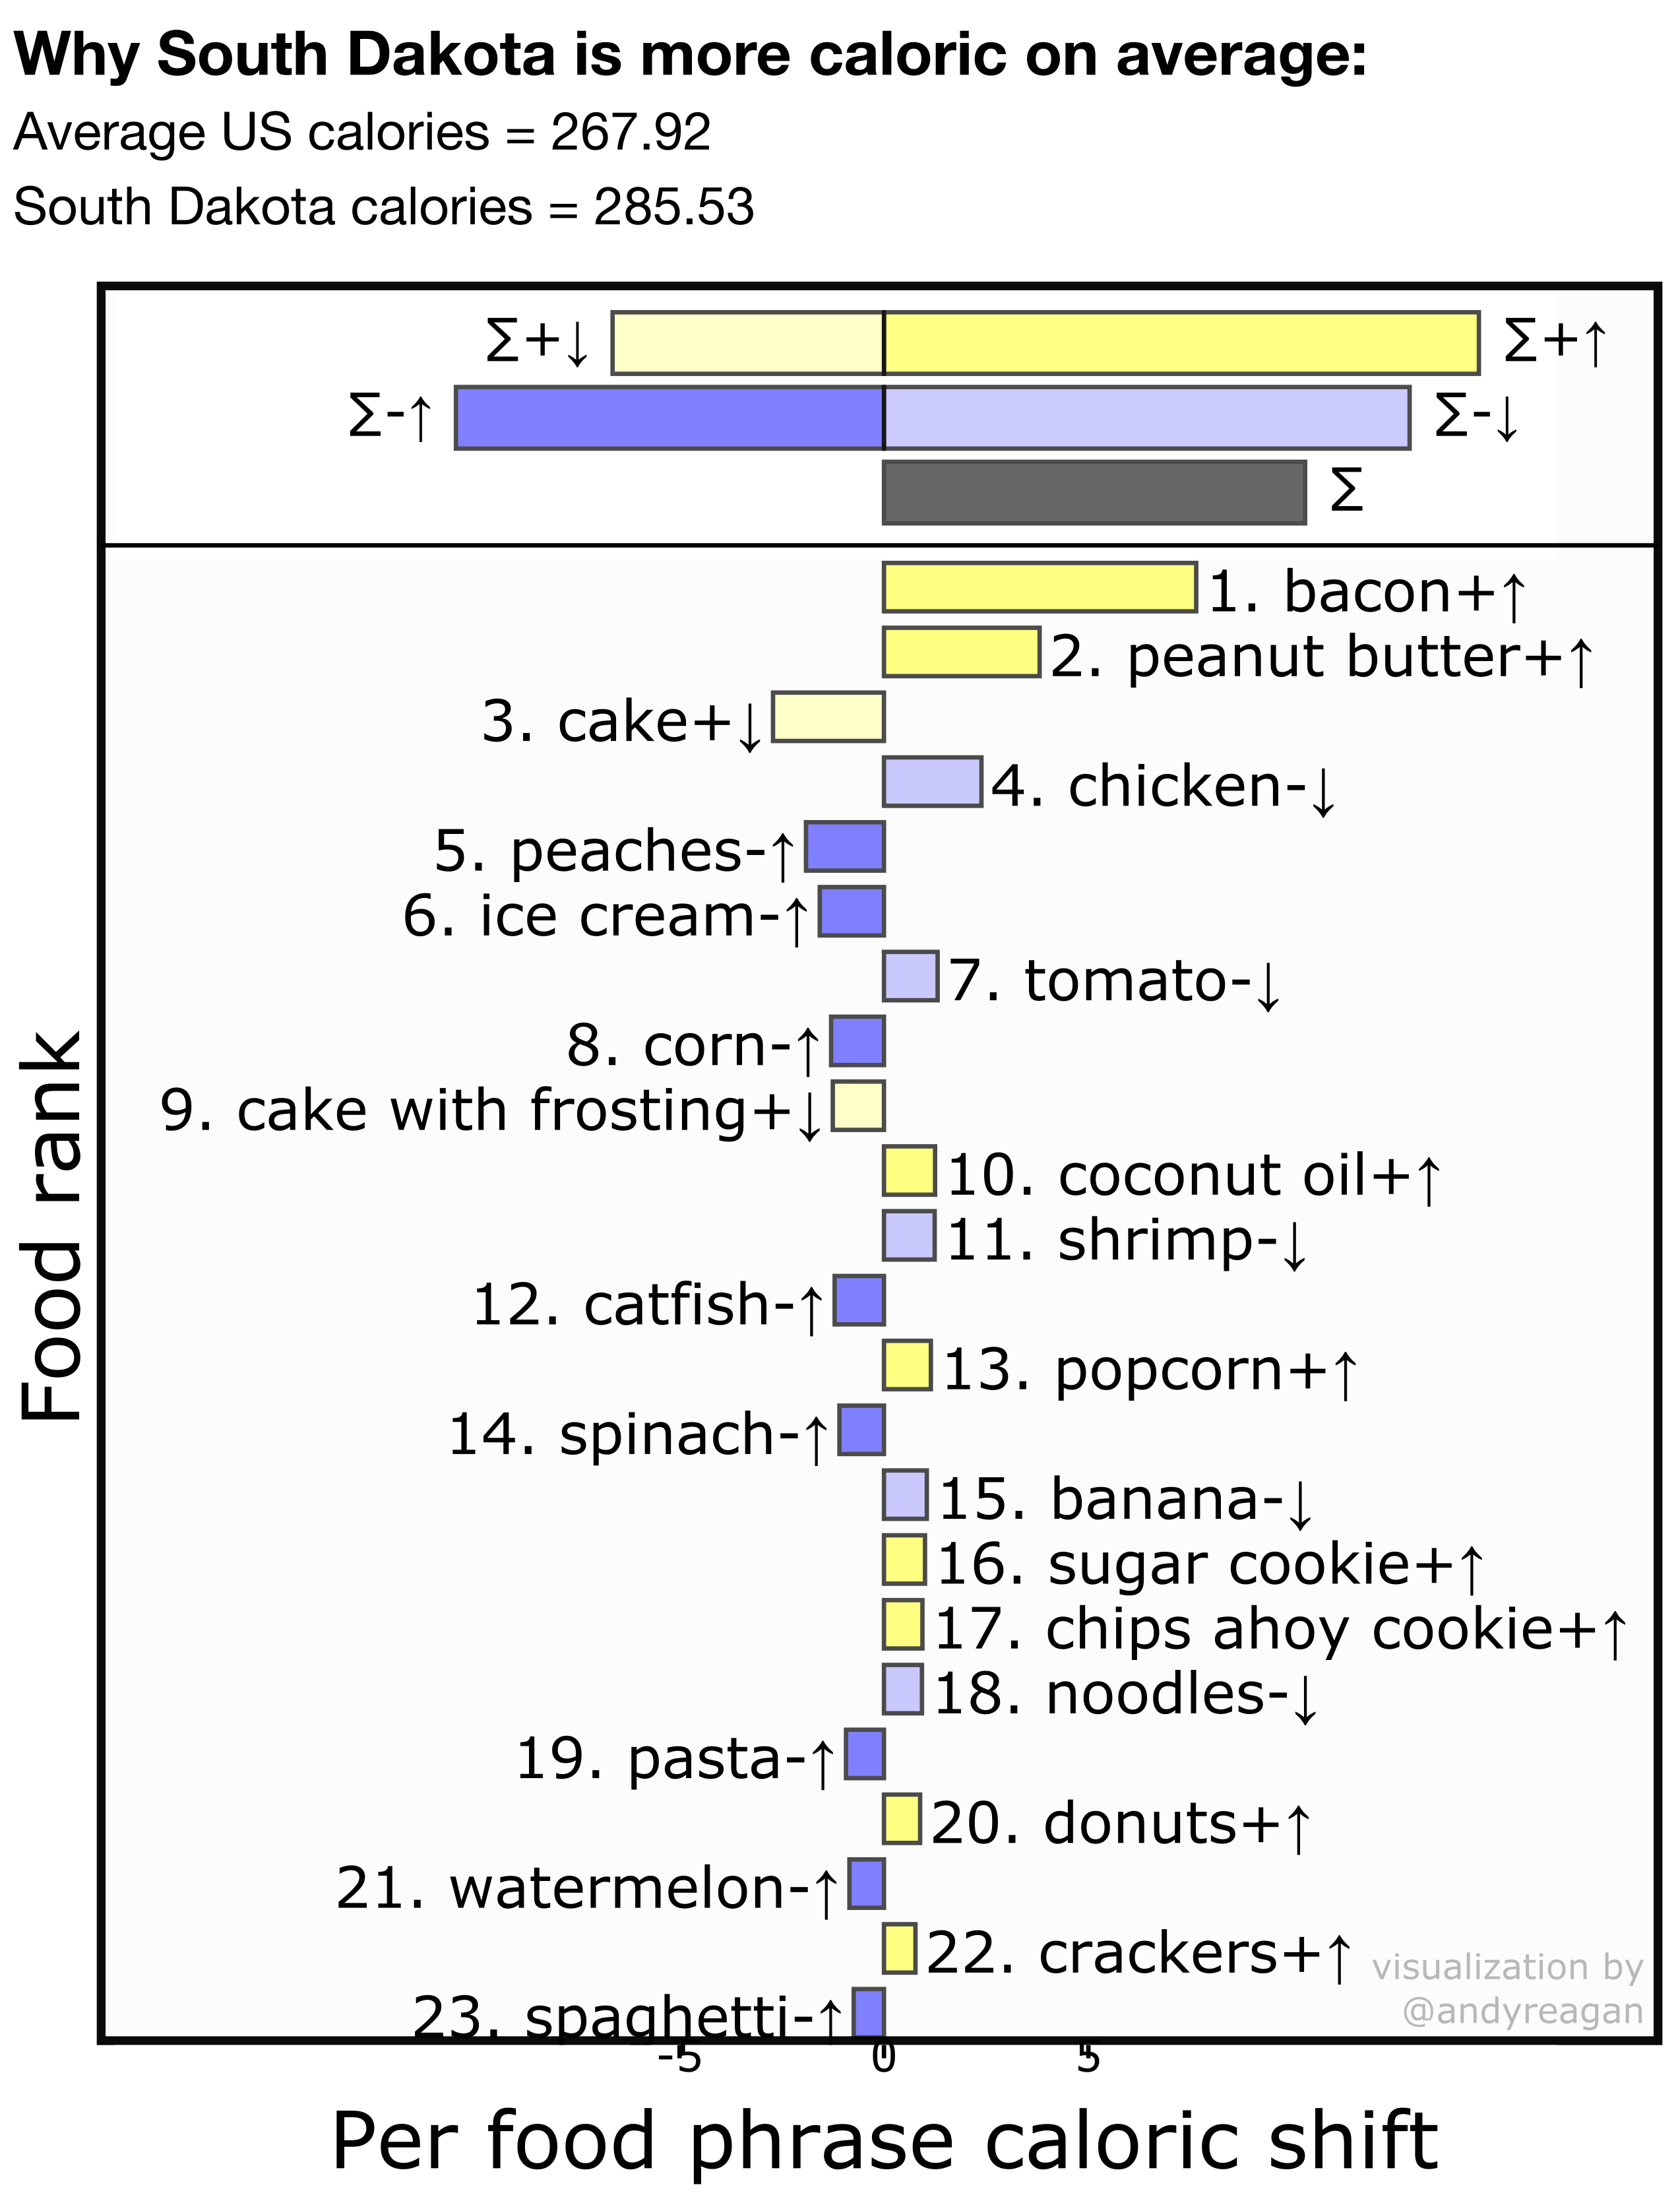 Why South Dakota is more caloric on average:
Average US calories = 267.92
South Dakota calories = 285.53
∑+↓ ∑+↑
∑-↑ ∑-↓
∑
1. bacon+↑
2. peanut butter+↑
3. cake+↓
4. chicken-↓
5. peaches-↑
6. ice cream-↑
7. tomato-↓
8. corn-↑
9. cake with frosting+↓
10. coconut oil+↑
11. shrimp-↓
12. catfish-↑
13. popcorn+↑
14. spinach-↑
15. banana-↓
16. sugar cookie+↑
17. chips ahoy cookie+↑
18. noodles-↓
19. pasta-↑
20. donuts+↑
21. watermelon-↑
22. crackers+↑
23. spaghetti-↑
visualization by
@andyreagan
Food rank
-5 0 5
Per food phrase caloric shift